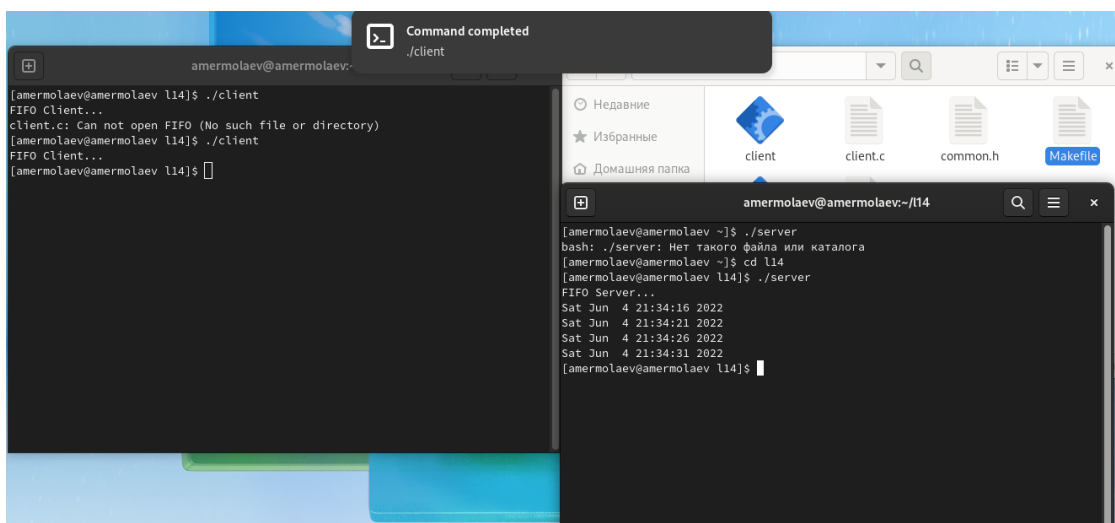 Command completed
./client
amermolaev@amermolaev:~
[amermolaev@amermolaev l14]$ ./client
FIFO Client...
client.c: Can not open FIFO (No such file or directory)
[amermolaev@amermolaev l14]$ ./client
FIFO Client...
[amermolaev@amermolaev l14]$
Недавние
Избранные
Домашняя папка
client
client.c
common.h
Makefile
amermolaev@amermolaev:~/l14
[amermolaev@amermolaev ~]$ ./server
bash: ./server: Нет такого файла или каталога
[amermolaev@amermolaev ~]$ cd l14
[amermolaev@amermolaev l14]$ ./server
FIFO Server...
Sat Jun  4 21:34:16 2022
Sat Jun  4 21:34:21 2022
Sat Jun  4 21:34:26 2022
Sat Jun  4 21:34:31 2022
[amermolaev@amermolaev l14]$